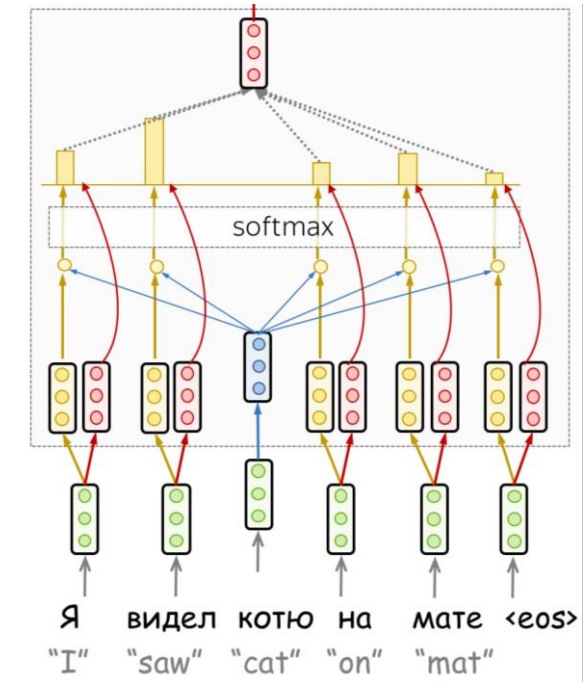 softmax
Я видел котю на мате <eos>
"I" "saw" "cat" "on" "mat"